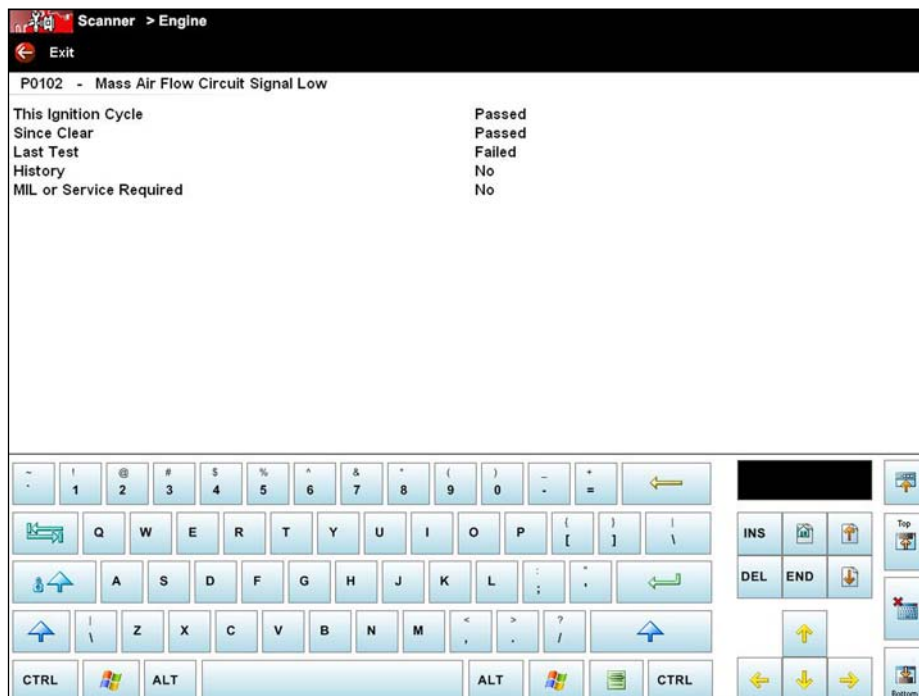 Scanner > Engine
Exit
P0102 - Mass Air Flow Circuit Signal Low
This Ignition Cycle Passed
Since Clear Passed
Last Test Failed
History No
MIL or Service Required No
~ ! @ # $ % ^ & * ( ) _ +
` 1 2 3 4 5 6 7 8 9 0 - =
Q W E R T Y U I O P { [ } ] | \
INS
Top
A S D F G H J K L : ; " '
DEL END
| \ Z X C V B N M < , > . ? /
CTRL ALT ALT CTRL
Bottom